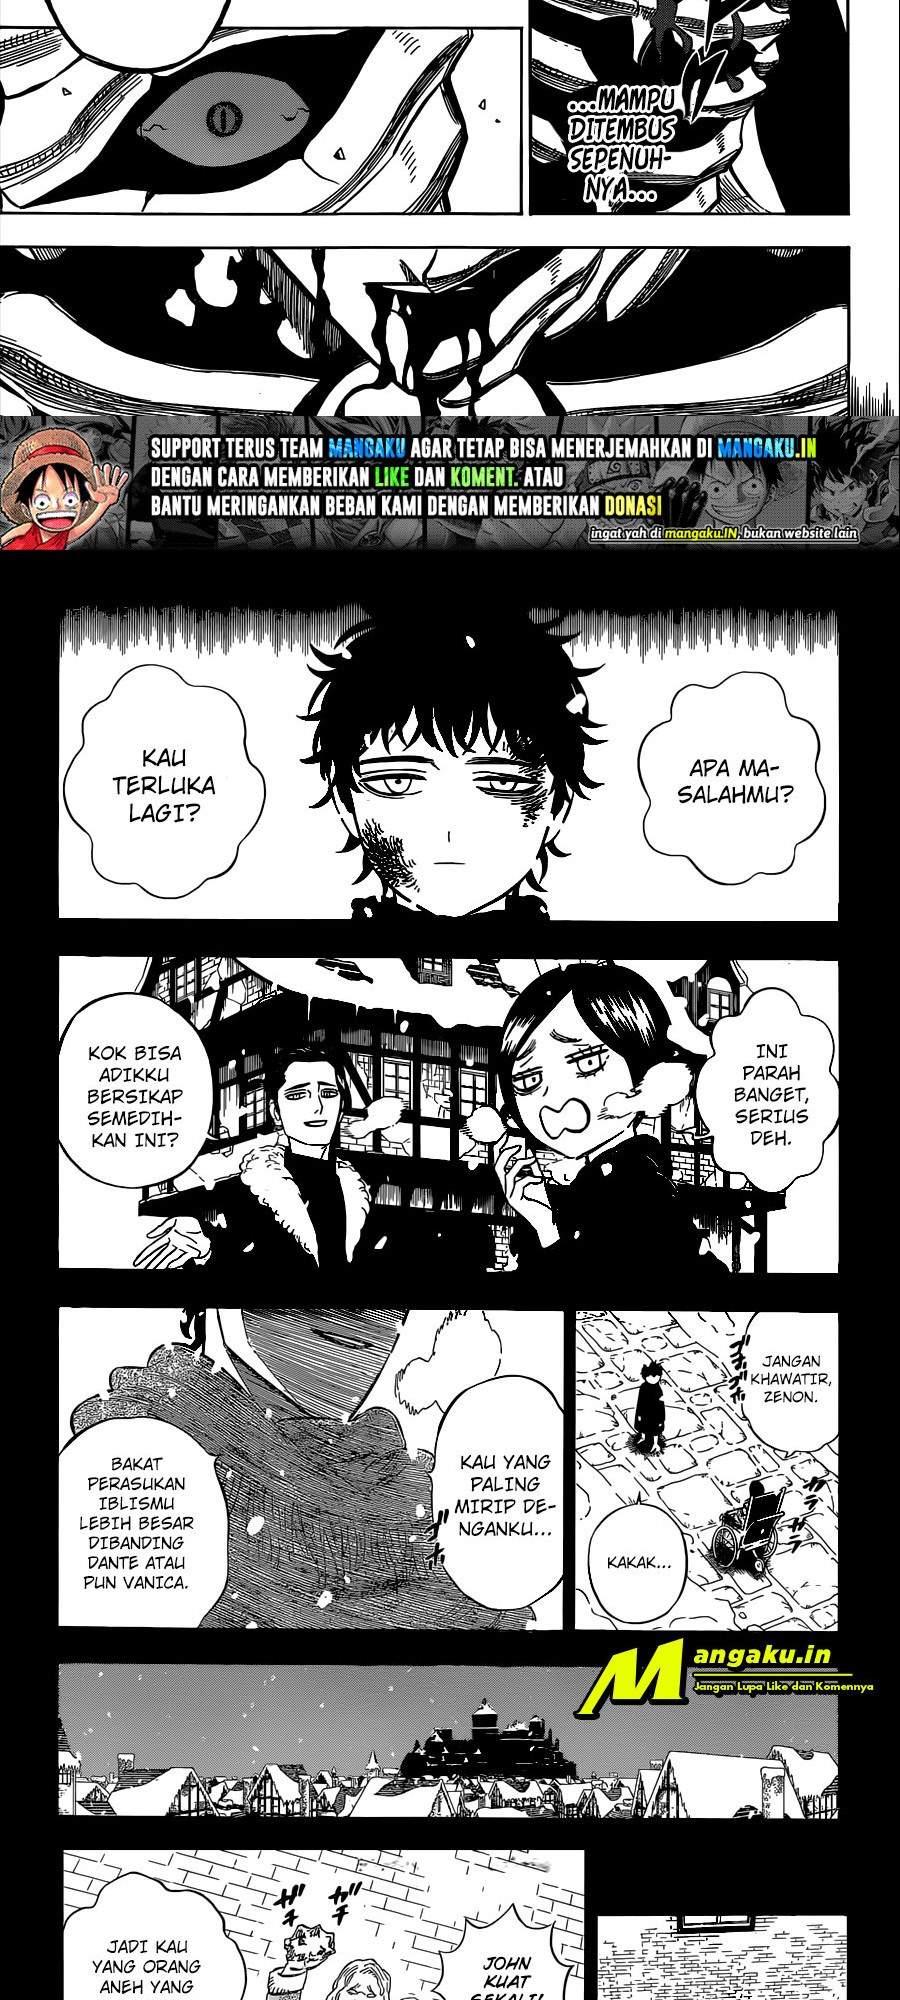 ...MAMPU
DITEMBUS
SEPENUH-
NYA...
SUPPORT TERUS TEAM MANGAKU AGAR TETAP BISA MENERJEMAHKAN DI MANGAKU.IN
DENGAN CARA MEMBERIKAN LIKE DAN KOMENT. ATAU
BANTU MERINGANKAN BEBAN KAMI DENGAN MEMBERIKAN DONASI
ingat yah di mangaku.IN, bukan website lain
APA MA-
SALAHMU?
KAU
TERLUKA
LAGI?
INI
PARAH
BANGET,
SERIUS
DEH.
KOK BISA
ADIKKU
BERSIKAP
SEMEDIH-
KAN INI?
JANGAN
KHAWATIR,
ZENON.
KAKAK...
KAU YANG
PALING
MIRIP DE-
NGANKU...
BAKAT
PERASUKAN
IBLISMU
LEBIH BESAR
DIBANDING
DANTE ATAU
PUN VANICA.
Mangaku.in
Jangan Lupa Like dan Komennya
JOHN
KUAT
SEKALI!
JADI KAU
YANG ORANG
ANEH YANG